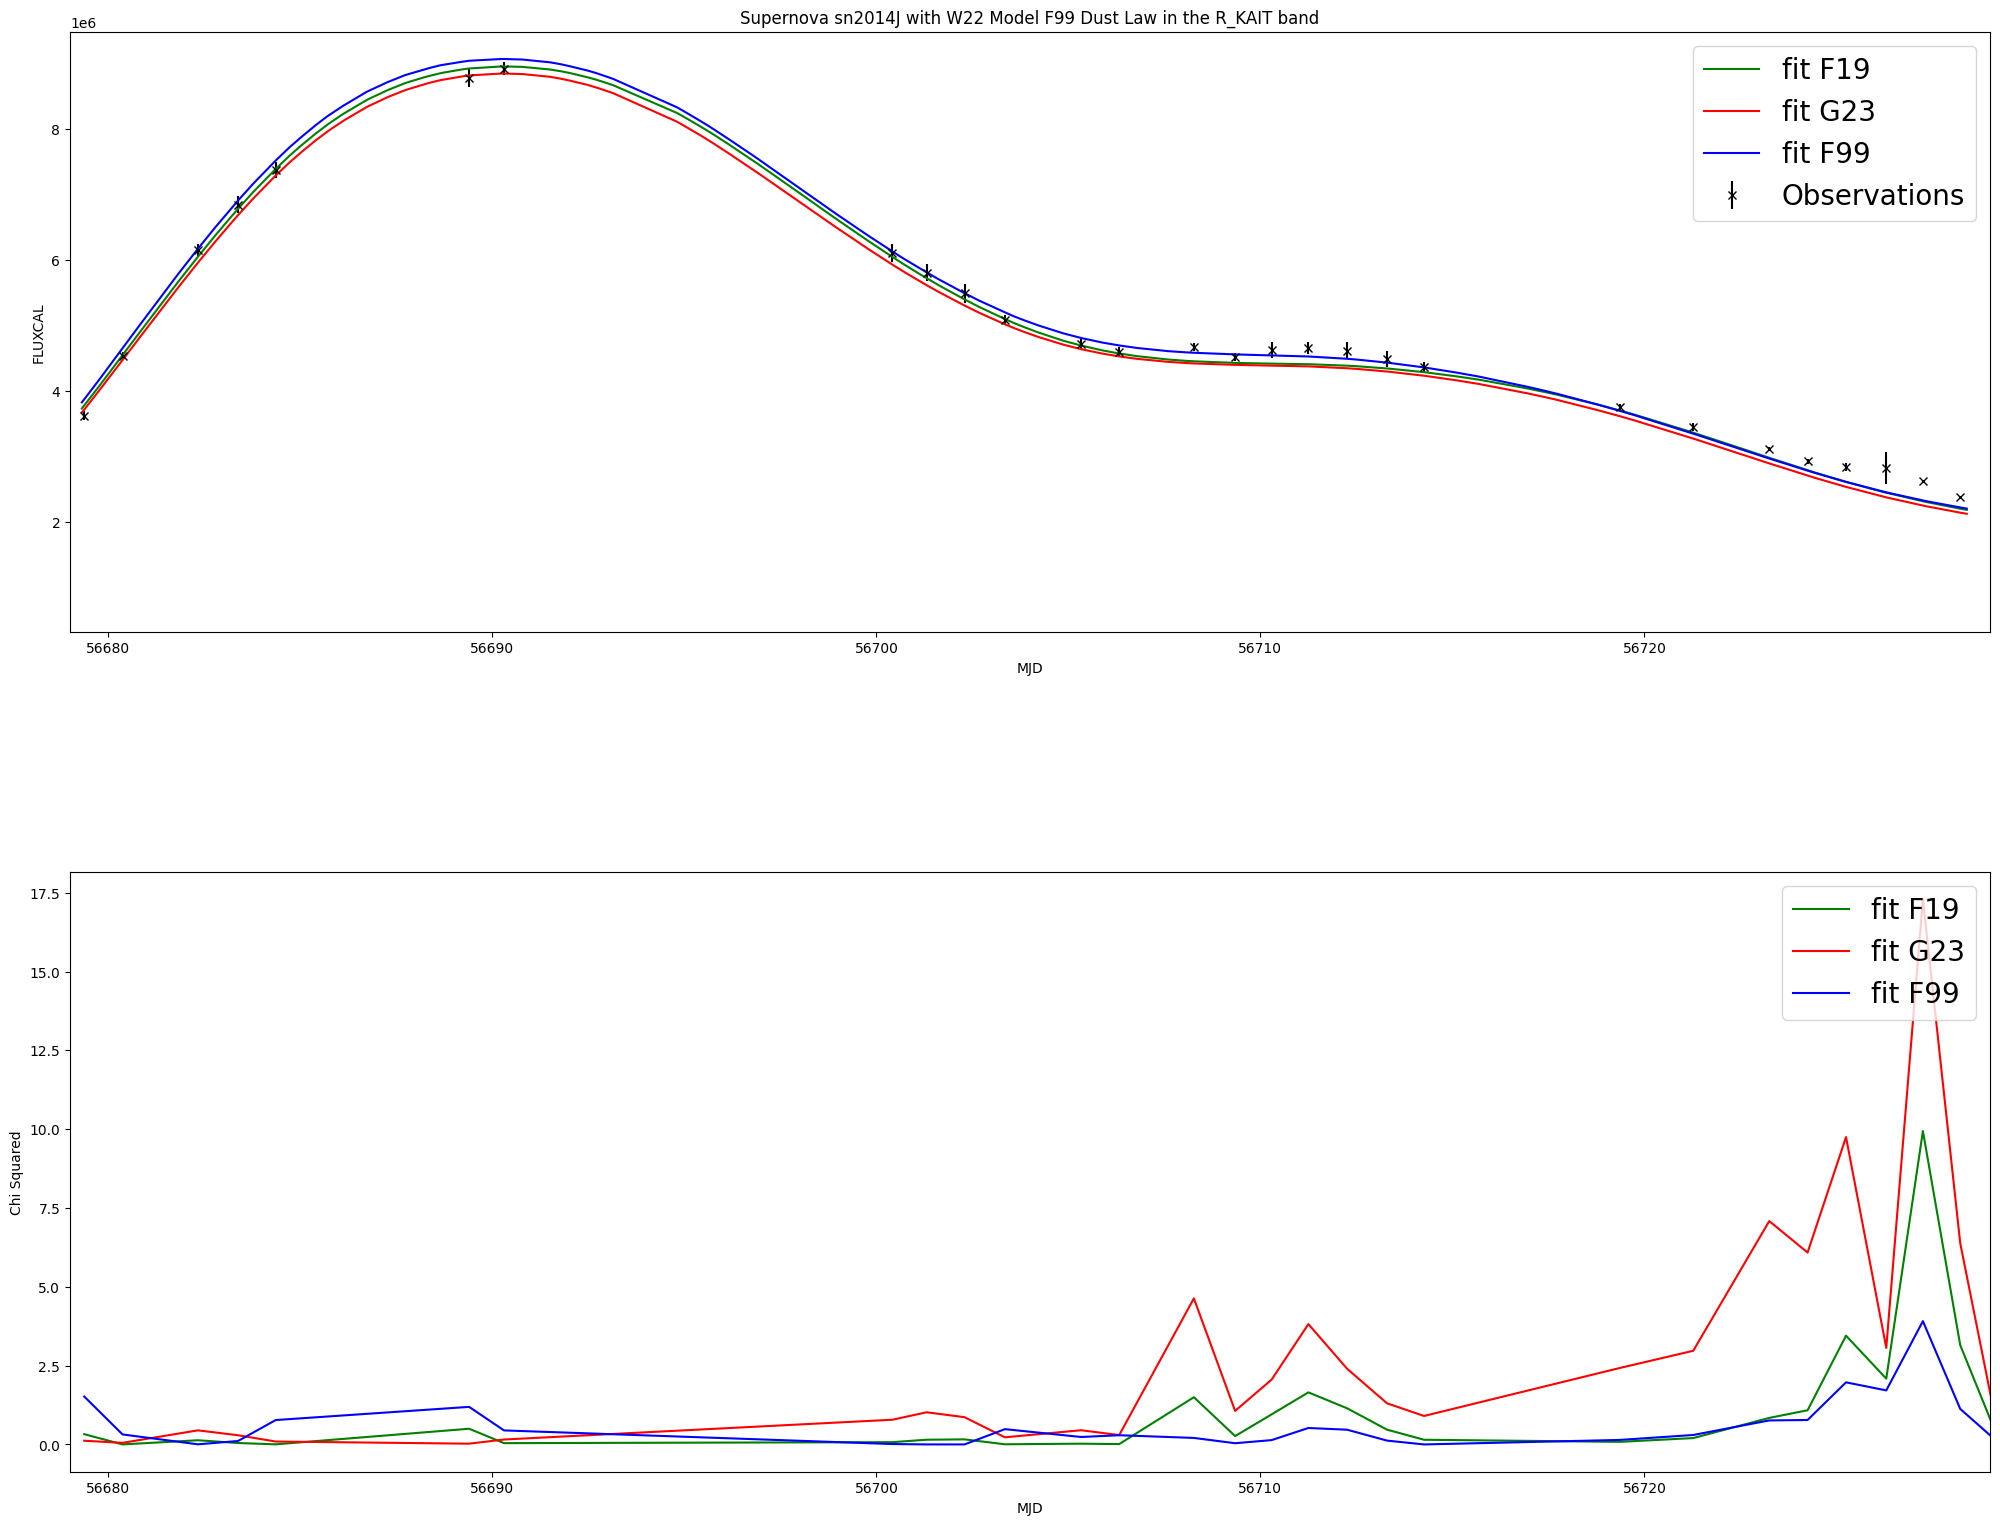 Supernova sn2014J with W22 Model F99 Dust Law in the R_KAIT band
1e6
8
6
4
2
FLUXCAL
fit F19
fit G23
fit F99
Observations
56680 56690 56700 56710 56720
MJD
17.5
15.0
12.5
10.0
7.5
5.0
2.5
0.0
Chi Squared
fit F19
fit G23
fit F99
56680 56690 56700 56710 56720
MJD